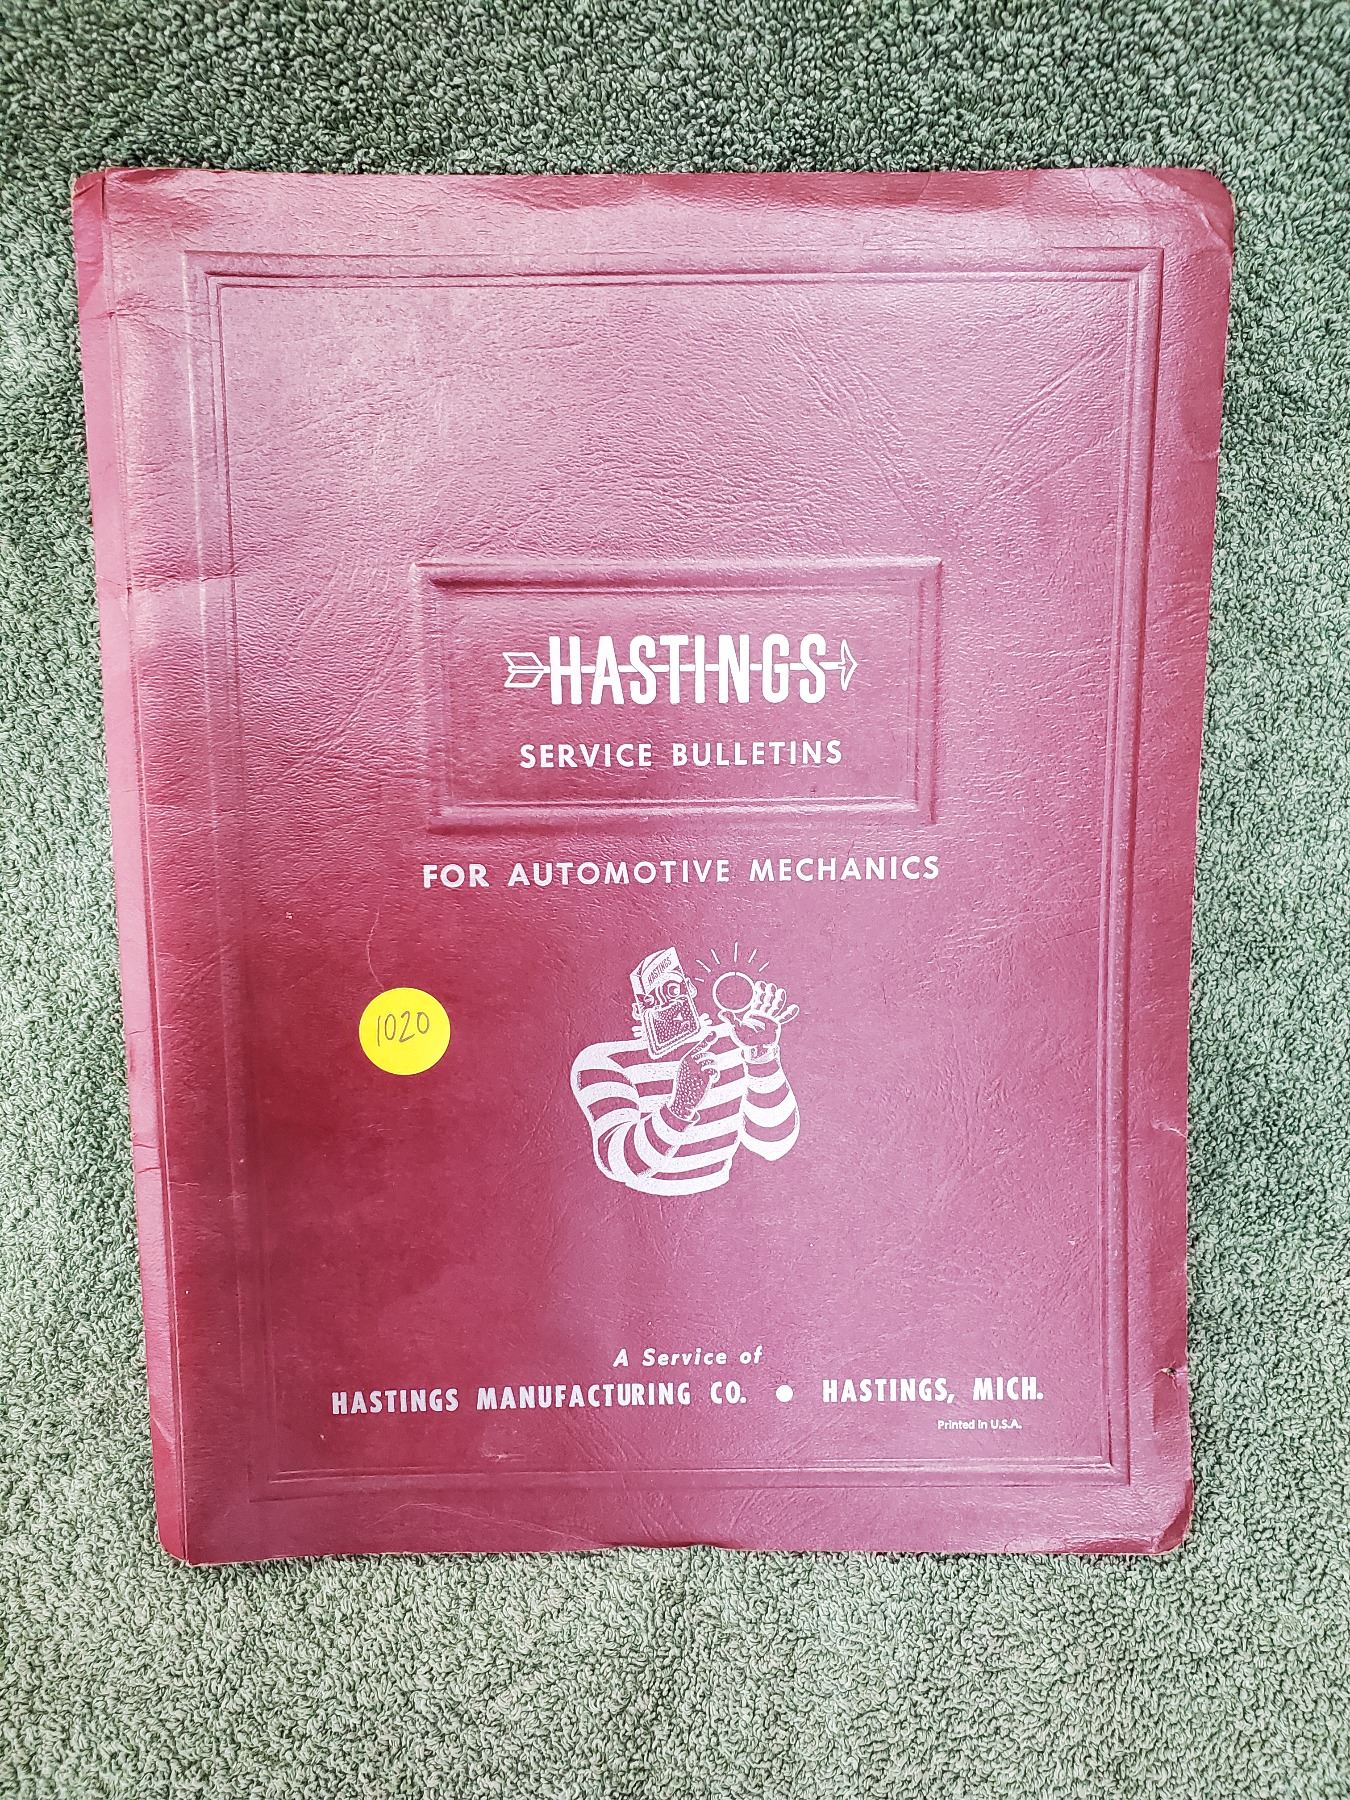 HASTINGS
SERVICE BULLETINS
FOR AUTOMOTIVE MECHANICS
HASTINGS
1020
A Service of
HASTINGS MANUFACTURING CO. ● HASTINGS, MICH.
Printed in U.S.A.